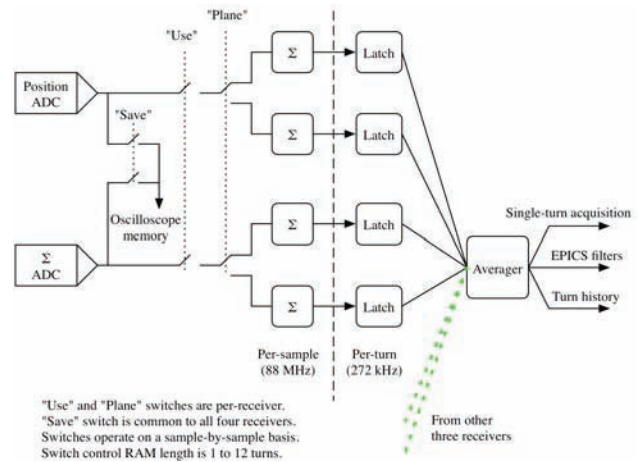 "Plane"
"Use"
Σ
Latch
Position
ADC
"Save"
Σ
Latch
Oscilloscope
memory
Σ
Latch
Single-turn acquisition
Σ
ADC
Averager
EPICS filters
Σ
Latch
Turn history
Per-sample
(88 MHz)
Per-turn
(272 kHz)
"Use" and "Plane" switches are per-receiver.
"Save" switch is common to all four receivers.
Switches operate on a sample-by-sample basis.
Switch control RAM length is 1 to 12 turns.
From other
three receivers